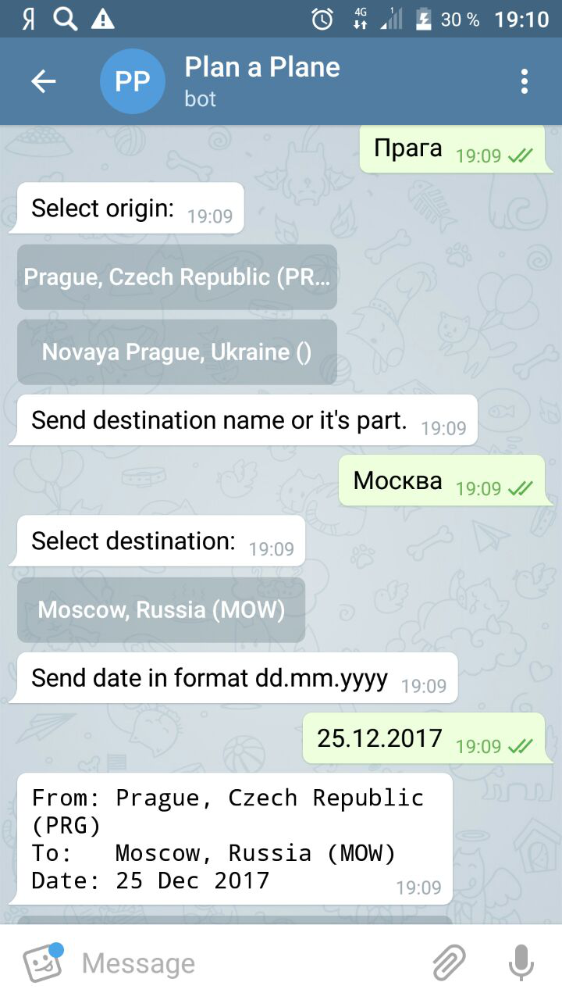 Я 4G 1 30 % 19:10
PP Plan a Plane
bot
Прага 19:09
Select origin: 19:09
Prague, Czech Republic (PR...
Novaya Prague, Ukraine ()
Send destination name or it's part. 19:09
Москва 19:09
Select destination: 19:09
Moscow, Russia (MOW)
Send date in format dd.mm.yyyy 19:09
25.12.2017 19:09
From: Prague, Czech Republic
(PRG)
To: Moscow, Russia (MOW)
Date: 25 Dec 2017 19:09
Message